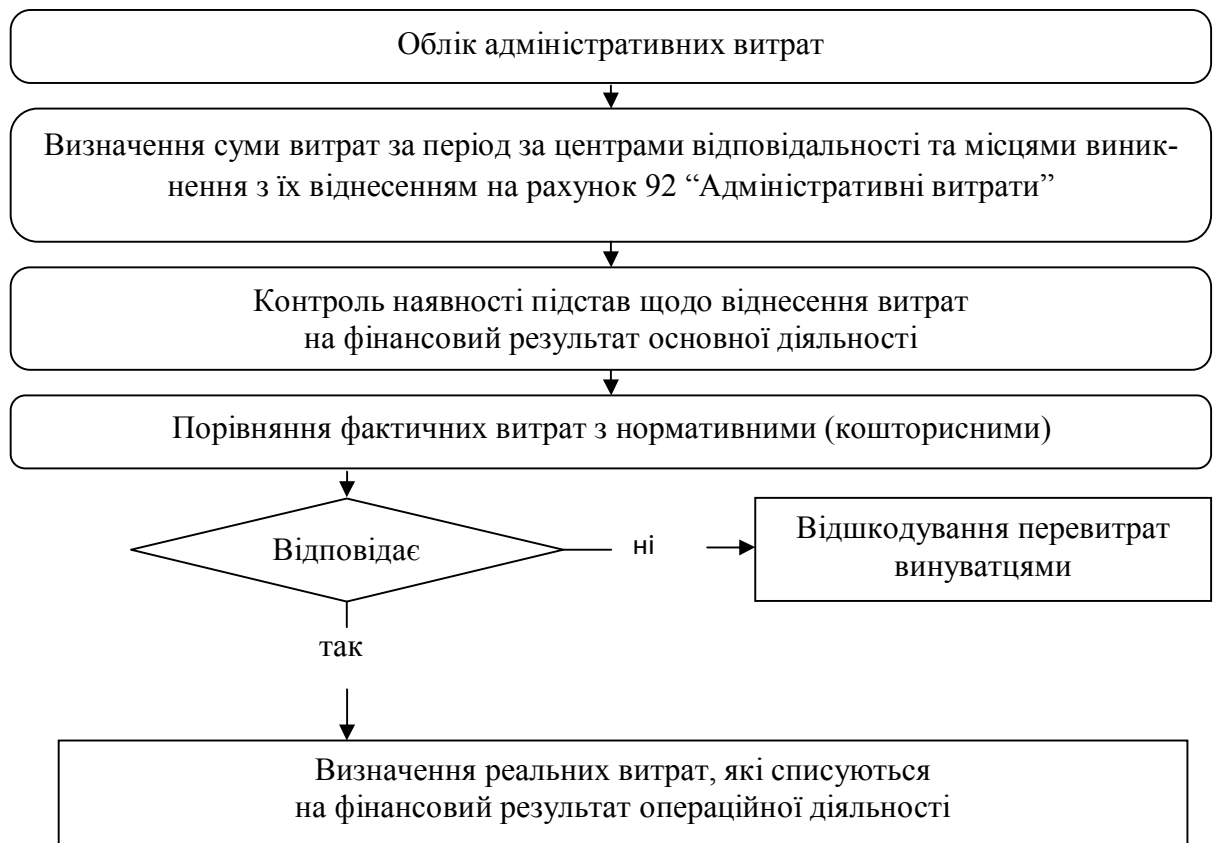 Облік адміністративних витрат
Визначення суми витрат за період за центрами відповідальності та місцями виник-
нення з їх віднесенням на рахунок 92 “Адміністративні витрати”
Контроль наявності підстав щодо віднесення витрат
на фінансовий результат основної діяльності
Порівняння фактичних витрат з нормативними (кошторисними)
Відповідає
ні
Відшкодування перевитрат
винуватцями
так
Визначення реальних витрат, які списуються
на фінансовий результат операційної діяльності